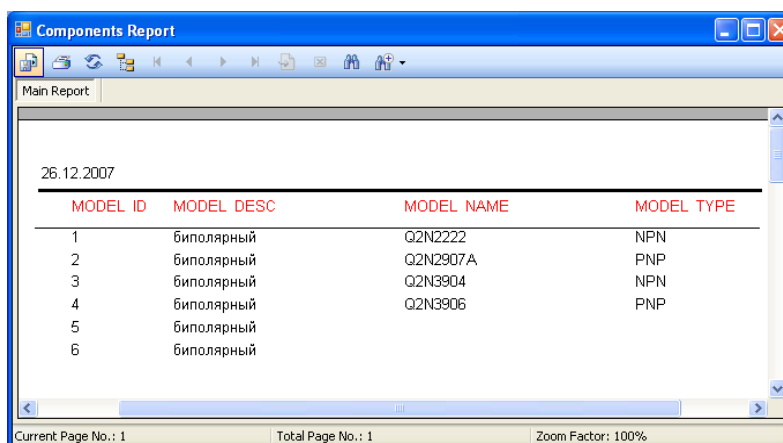 Components Report
Main Report
26.12.2007
MODEL ID MODEL DESC MODEL NAME MODEL TYPE
1 биполярный Q2N2222 NPN
2 биполярный Q2N2907A PNP
3 биполярный Q2N3904 NPN
4 биполярный Q2N3906 PNP
5 биполярный
6 биполярный
Current Page No.: 1 Total Page No.: 1 Zoom Factor: 100%